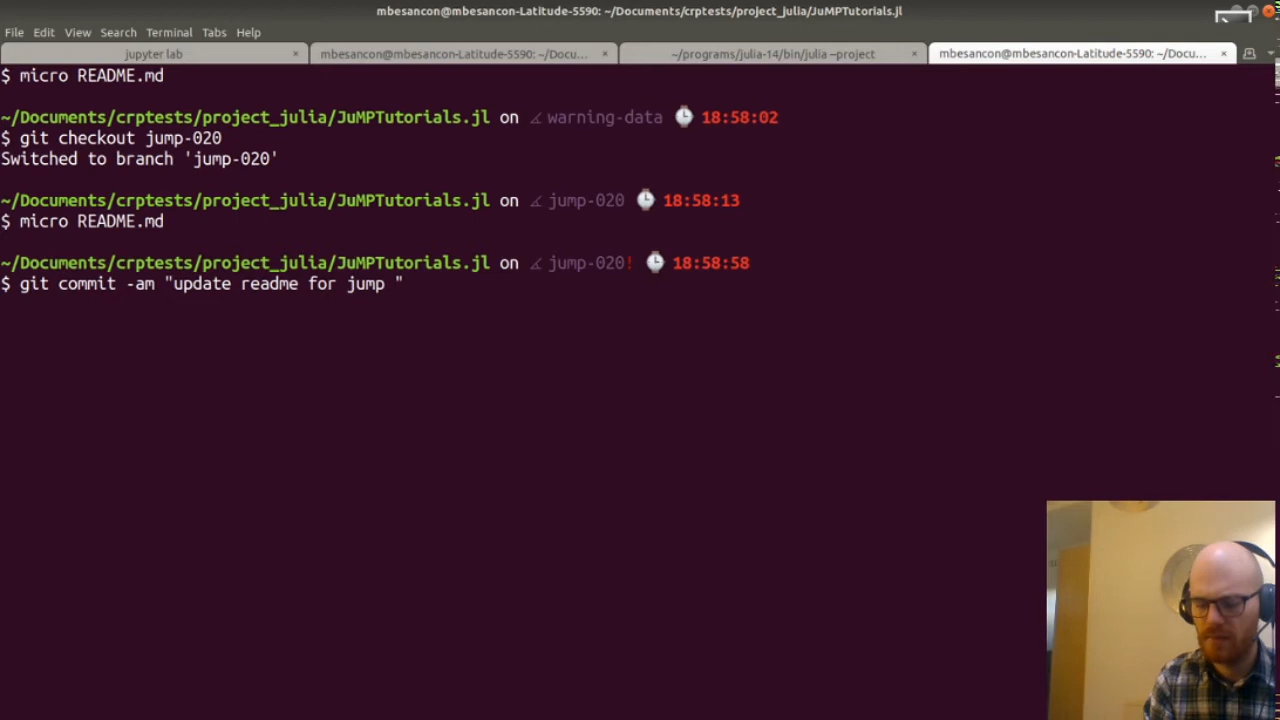 mbesancon@mbesancon-Latitude-5590: ~/Documents/crptests/project_julia/JuMPTutorials.jl
File Edit View Search Terminal Tabs Help
jupyter lab × mbesancon@mbesancon-Latitude-5590: ~/Docu... × ~/programs/julia-14/bin/julia --project × mbesancon@mbesancon-Latitude-5590: ~/Docu... ×
$ micro README.md
~/Documents/crptests/project_julia/JuMPTutorials.jl on warning-data 18:58:02
$ git checkout jump-020
Switched to branch 'jump-020'
~/Documents/crptests/project_julia/JuMPTutorials.jl on jump-020 18:58:13
$ micro README.md
~/Documents/crptests/project_julia/JuMPTutorials.jl on jump-020! 18:58:58
$ git commit -am "update readme for jump "